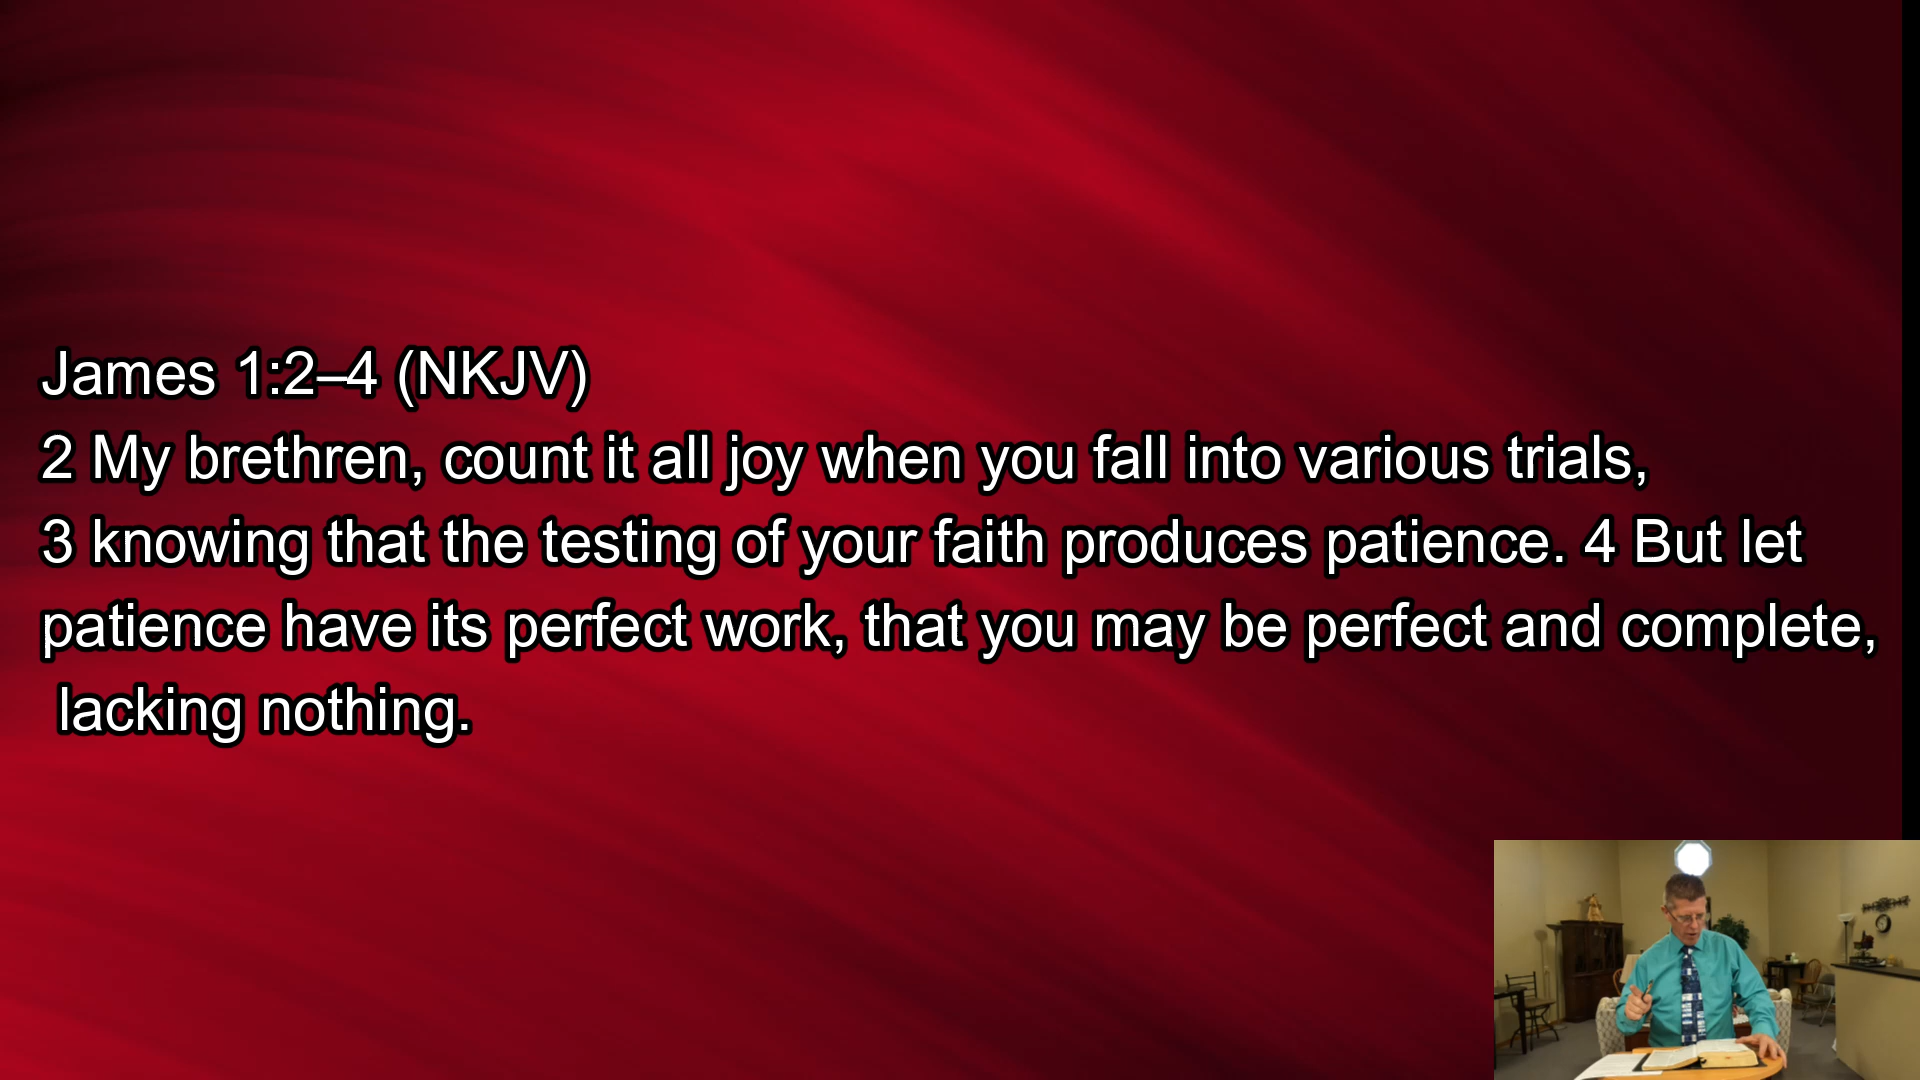 James 1:2–4 (NKJV)
2 My brethren, count it all joy when you fall into various trials,
3 knowing that the testing of your faith produces patience. 4 But let
patience have its perfect work, that you may be perfect and complete,
lacking nothing.